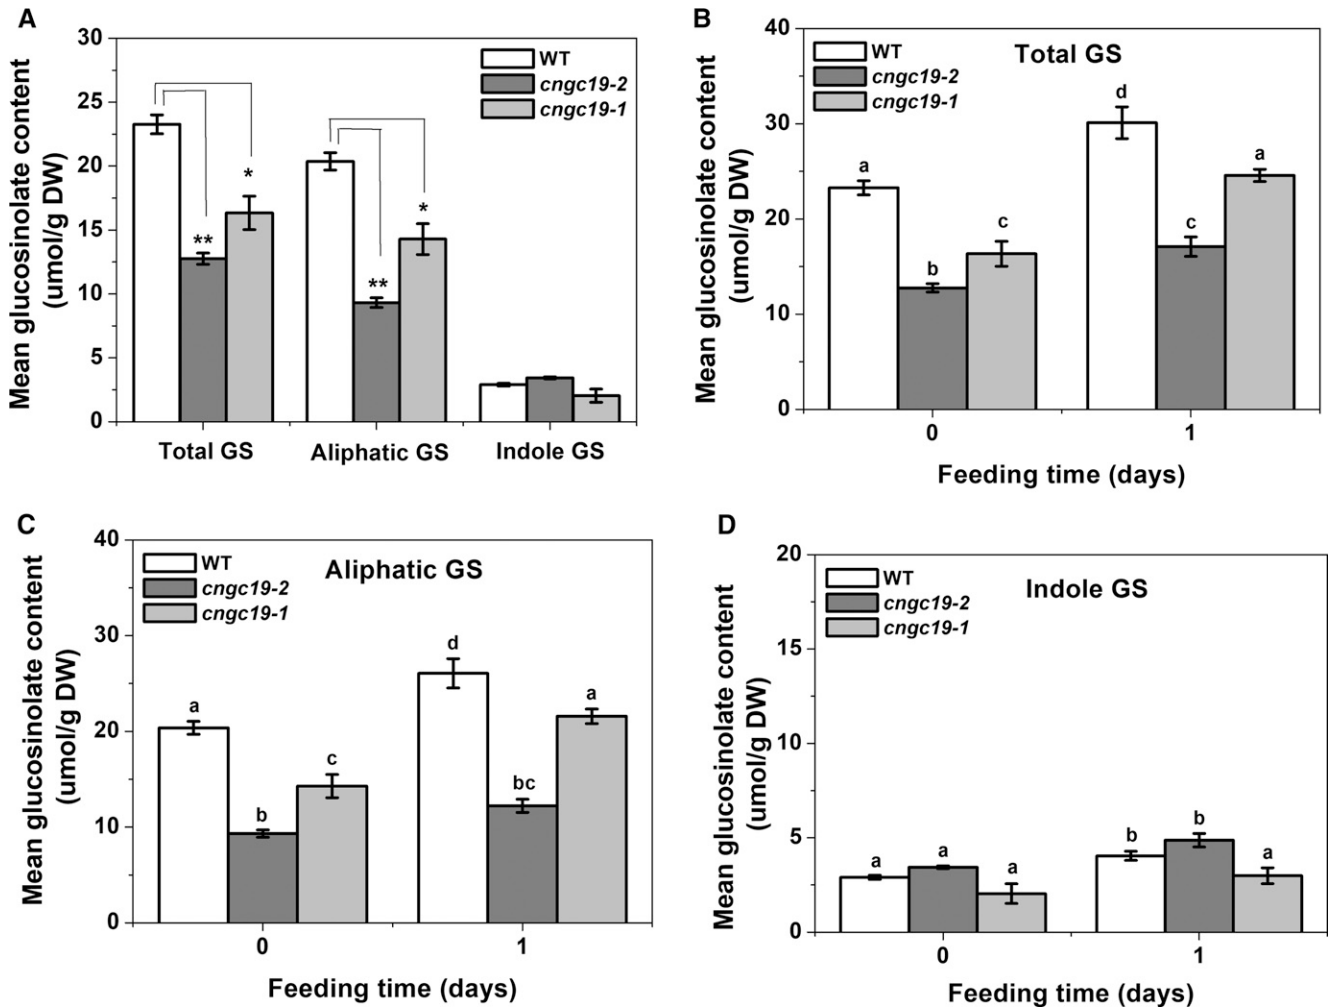 A
Mean glucosinolate content
(umol/g DW)
30
25
20
15
10
5
0
WT
cngc19-2
cngc19-1
**
*
**
*
Total GS
Aliphatic GS
Indole GS
B
Mean glucosinolate content
(umol/g DW)
40
30
20
10
0
WT
cngc19-2
cngc19-1
Total GS
a
b
c
d
c
a
0
1
Feeding time (days)
C
Mean glucosinolate content
(umol/g DW)
40
30
20
10
0
WT
cngc19-2
cngc19-1
Aliphatic GS
a
b
c
d
bc
a
0
1
Feeding time (days)
D
Mean glucosinolate content
(umol/g DW)
20
15
10
5
0
WT
cngc19-2
cngc19-1
Indole GS
a
a
a
b
b
a
0
1
Feeding time (days)